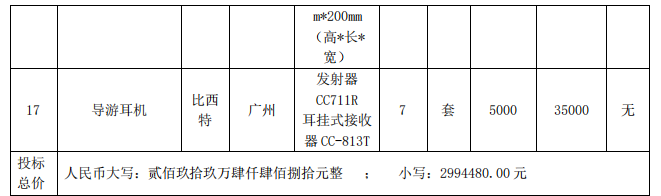 m*200mm
（高*长*
宽）
17 导游耳机 比西特 广州 发射器 CC711R 耳挂式接收器 CC-813T 7 套 5000 35000 无
投标总价 人民币大写：贰佰玖拾玖万肆仟肆佰捌拾元整 ； 小写：2994480.00 元